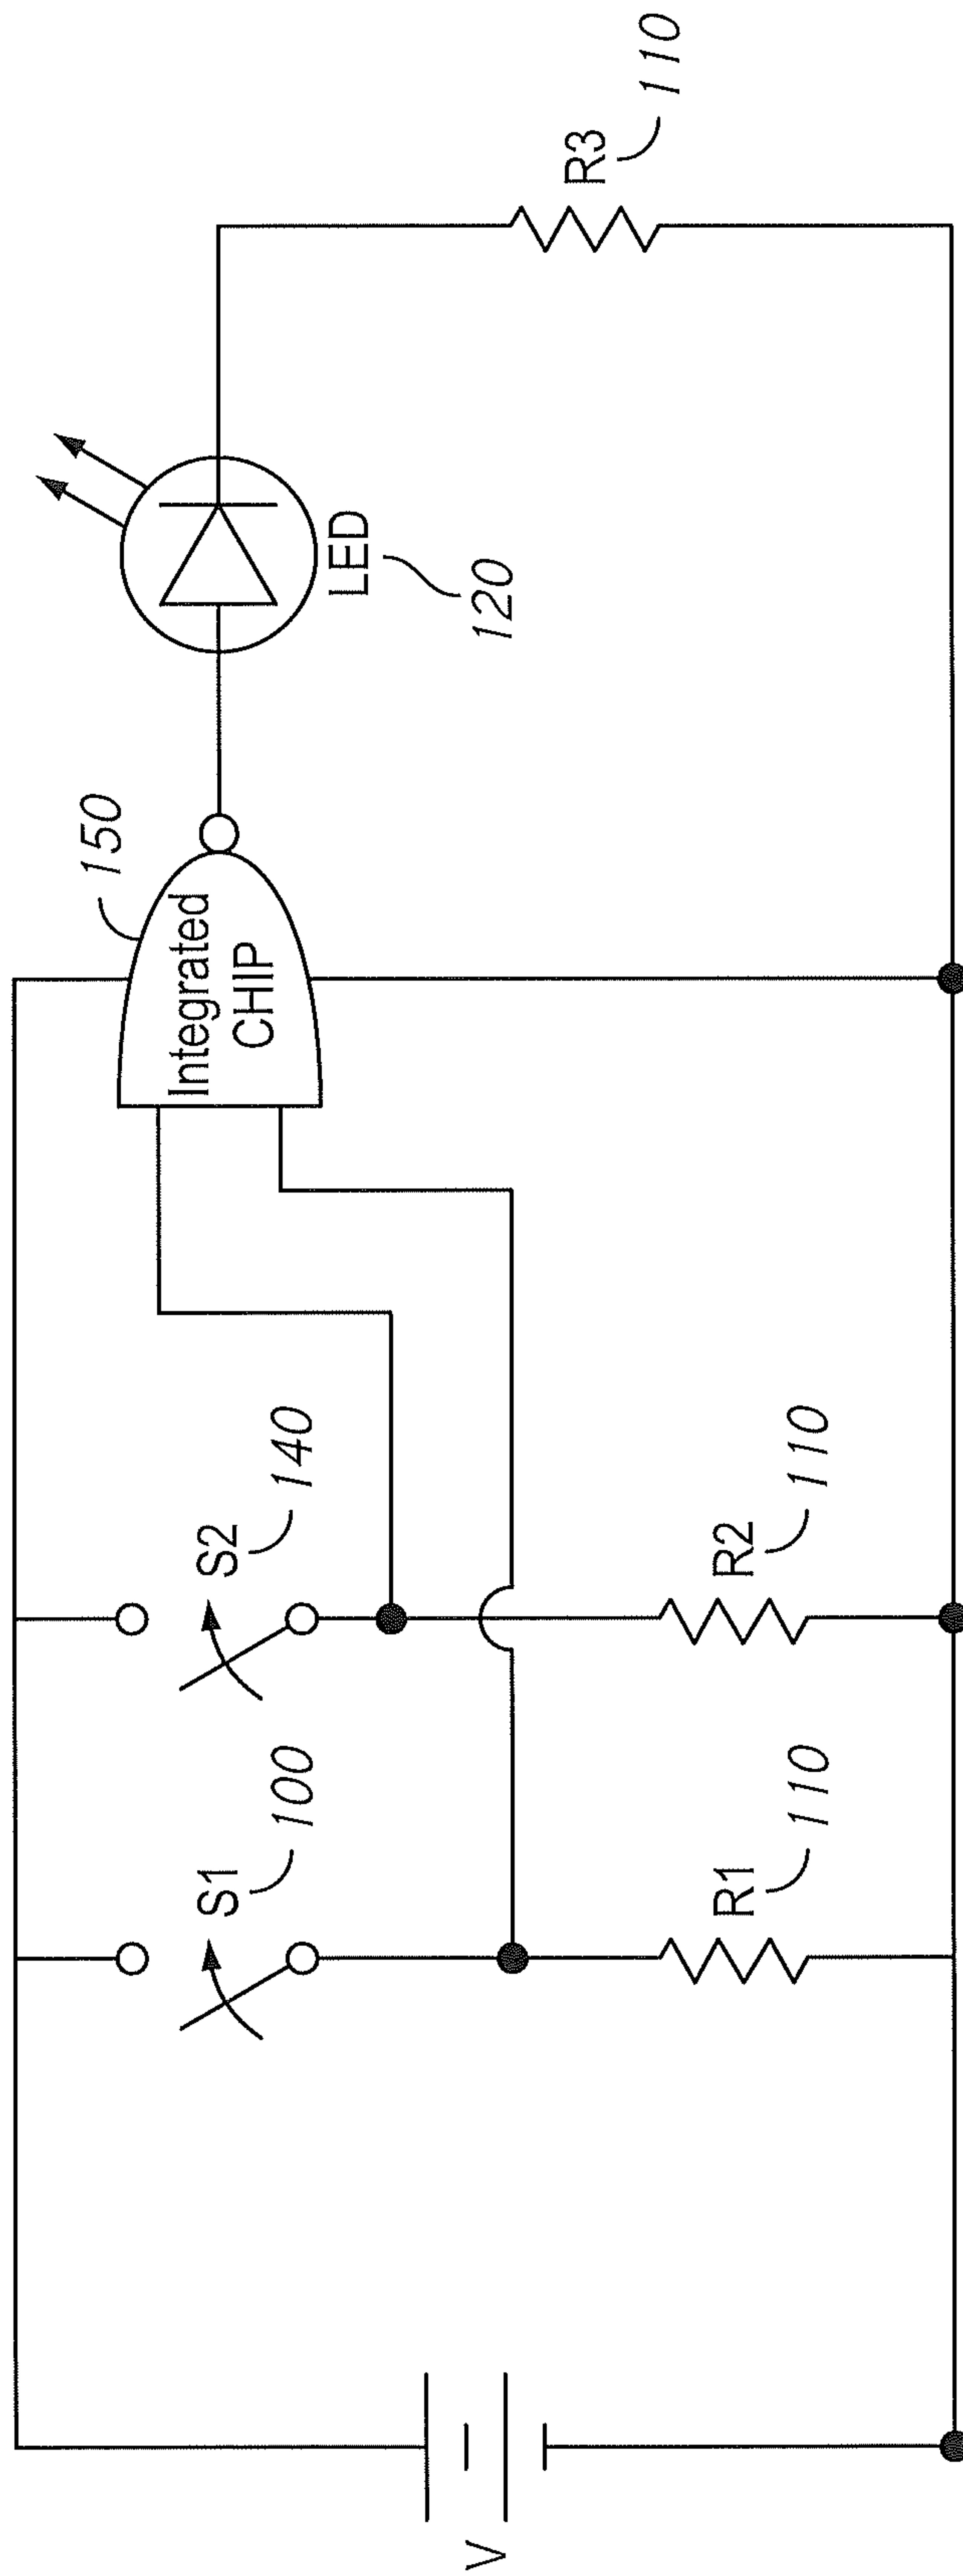 V
S1
100
S2
140
R1
110
R2
110
Integrated
CHIP
150
LED
120
R3
110